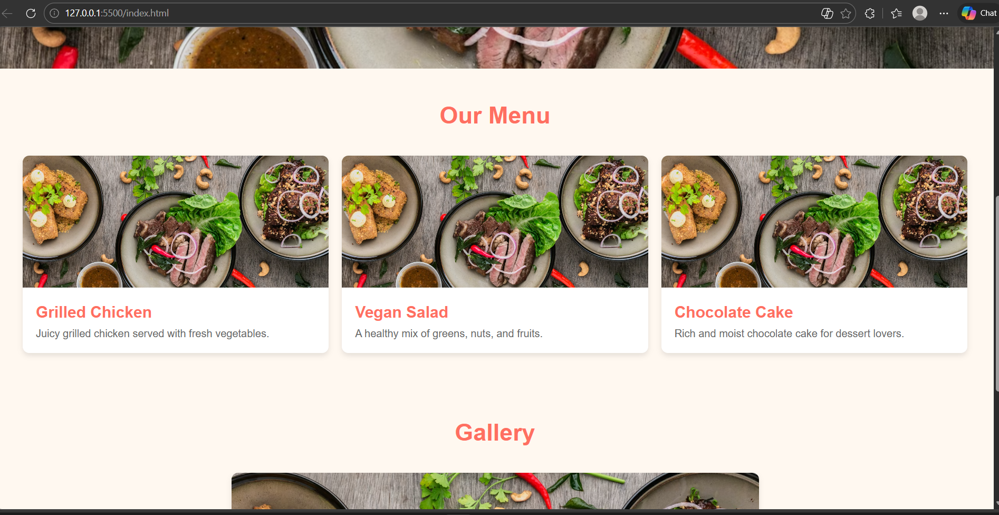 127.0.0.1:5500/index.html
Chat
Our Menu
Grilled Chicken
Juicy grilled chicken served with fresh vegetables.
Vegan Salad
A healthy mix of greens, nuts, and fruits.
Chocolate Cake
Rich and moist chocolate cake for dessert lovers.
Gallery